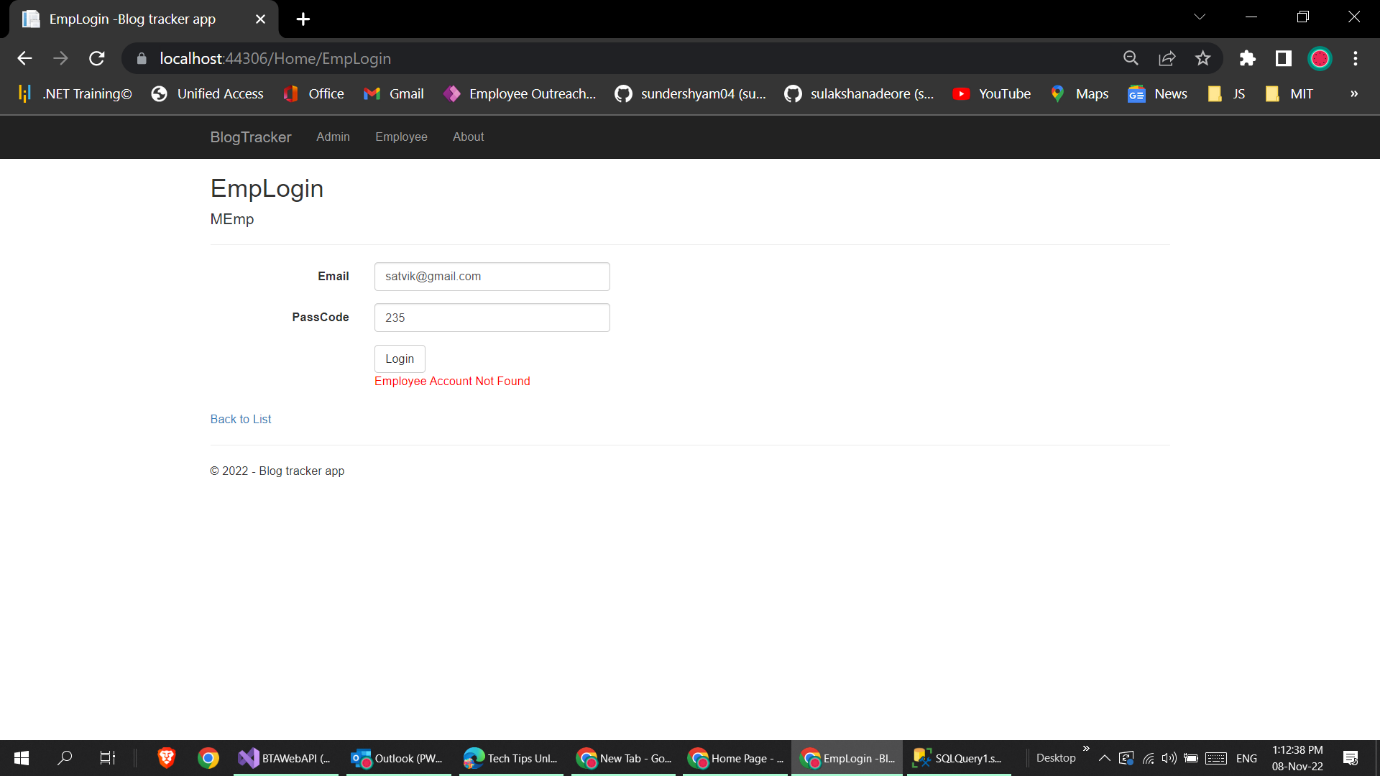 EmpLogin -Blog tracker app
localhost:44306/Home/EmpLogin
.NET Training© Unified Access Office Gmail Employee Outreach... sundershyam04 (su... sulakshanadeore (s... YouTube Maps News JS MIT »
BlogTracker Admin Employee About
EmpLogin
MEmp
Email satvik@gmail.com
PassCode 235
Login
Employee Account Not Found
Back to List
© 2022 - Blog tracker app
BTAWebAPI (... Outlook (PW... Tech Tips Unl... New Tab - Go... Home Page - ... EmpLogin -Bl... SQLQuery1.s... Desktop » ENG 1:12:38 PM
08-Nov-22